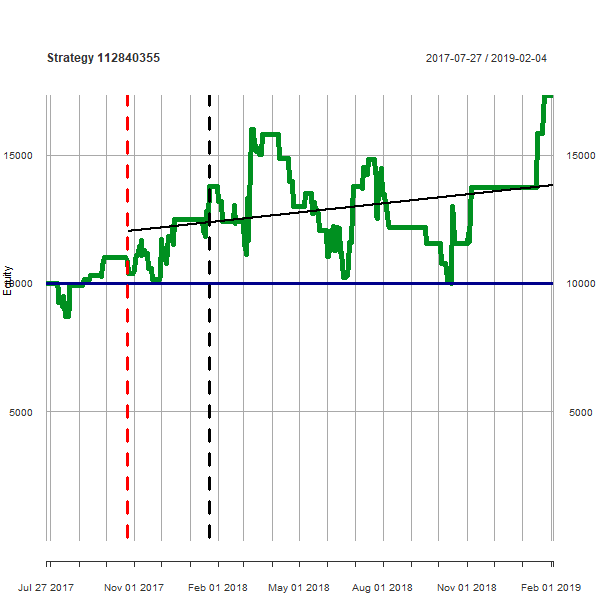 Strategy 112840355
2017-07-27 / 2019-02-04
15000
15000
Equity
10000
10000
5000
5000
Jul 27 2017
Nov 01 2017
Feb 01 2018
May 01 2018
Aug 01 2018
Nov 01 2018
Feb 01 2019